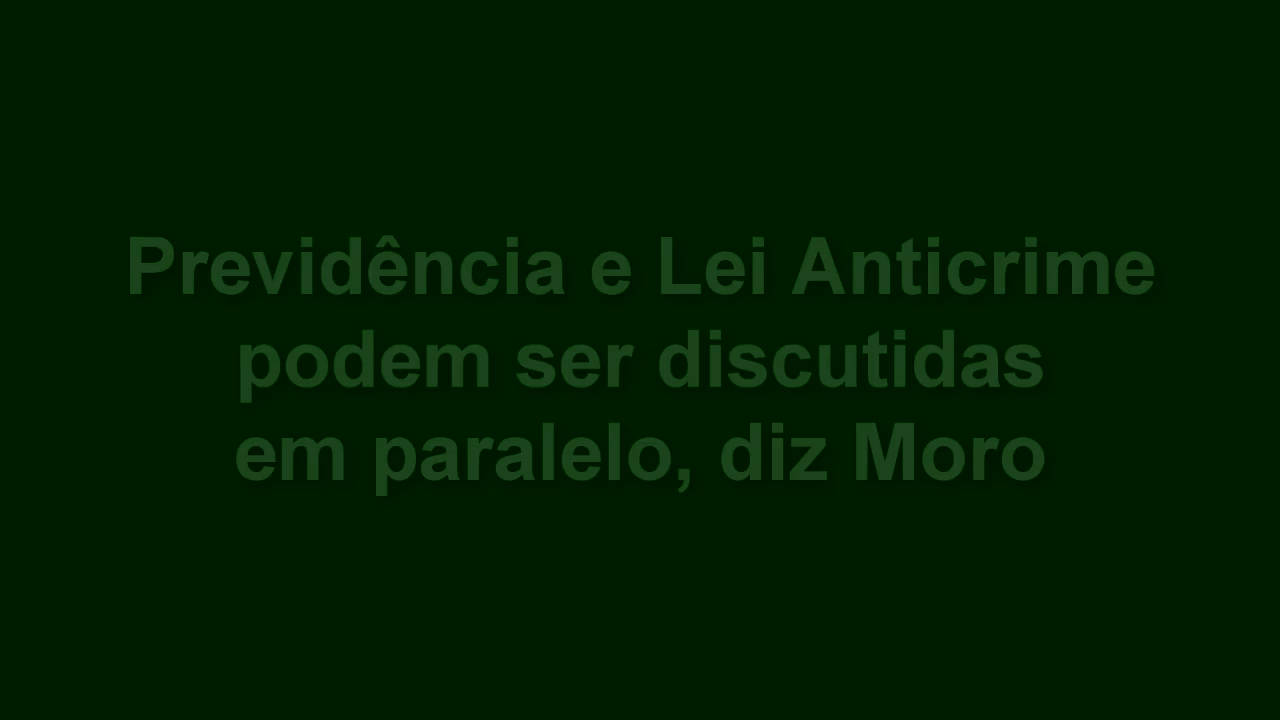 Previdência e Lei Anticrime
podem ser discutidas
em paralelo, diz Moro